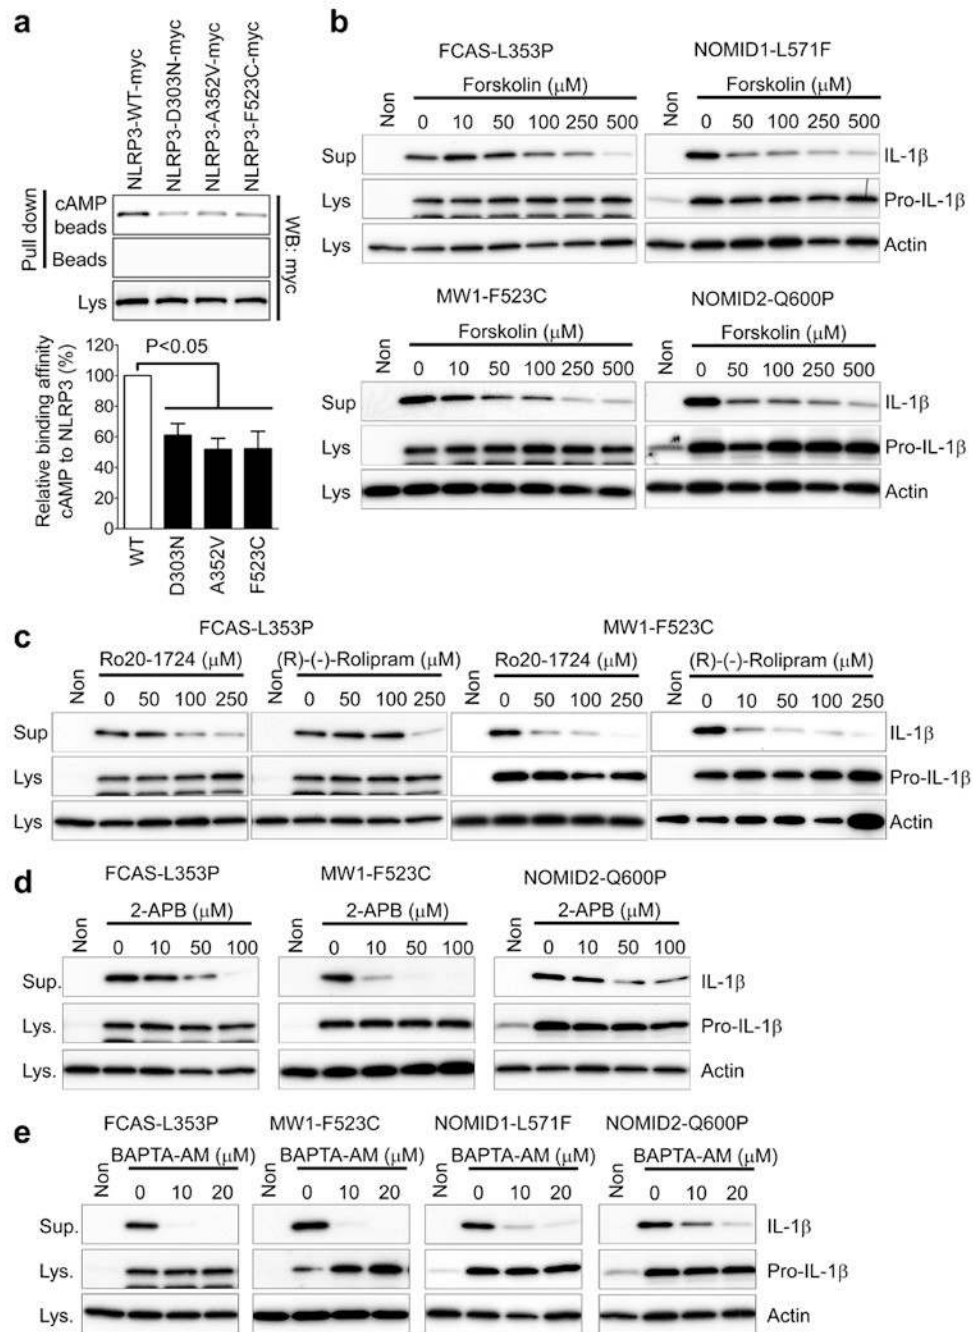 a
NLRP3-WT-myc
NLRP3-D303N-myc
NLRP3-A352V-myc
NLRP3-F523C-myc
Pull down
cAMP
beads
Beads
Lys
WB: myc
Relative binding affinity
cAMP to NLRP3 (%)
120
100
80
60
40
20
0
P<0.05
WT
D303N
A352V
F523C
b
FCAS-L353P
NOMID1-L571F
Non
Forskolin (μM)
0 10 50 100 250 500
Non
Forskolin (μM)
0 50 100 250 500
Sup
IL-1β
Lys
Pro-IL-1β
Lys
Actin
MW1-F523C
NOMID2-Q600P
Non
Forskolin (μM)
0 10 50 100 250 500
Non
Forskolin (μM)
0 50 100 250 500
Sup
IL-1β
Lys
Pro-IL-1β
Lys
Actin
c
FCAS-L353P
MW1-F523C
Non
Ro20-1724 (μM)
0 50 100 250
Non
(R)-(-)-Rolipram (μM)
0 50 100 250
Non
Ro20-1724 (μM)
0 50 100 250
Non
(R)-(-)-Rolipram (μM)
0 10 50 100 250
Sup
IL-1β
Lys
Pro-IL-1β
Lys
Actin
d
FCAS-L353P
MW1-F523C
NOMID2-Q600P
Non
2-APB (μM)
0 10 50 100
Non
2-APB (μM)
0 10 50 100
Non
2-APB (μM)
0 10 50 100
Sup.
IL-1β
Lys.
Pro-IL-1β
Lys.
Actin
e
FCAS-L353P
MW1-F523C
NOMID1-L571F
NOMID2-Q600P
Non
BAPTA-AM (μM)
0 10 20
Non
BAPTA-AM (μM)
0 10 20
Non
BAPTA-AM (μM)
0 10 20
Non
BAPTA-AM (μM)
0 10 20
Sup.
IL-1β
Lys.
Pro-IL-1β
Lys.
Actin